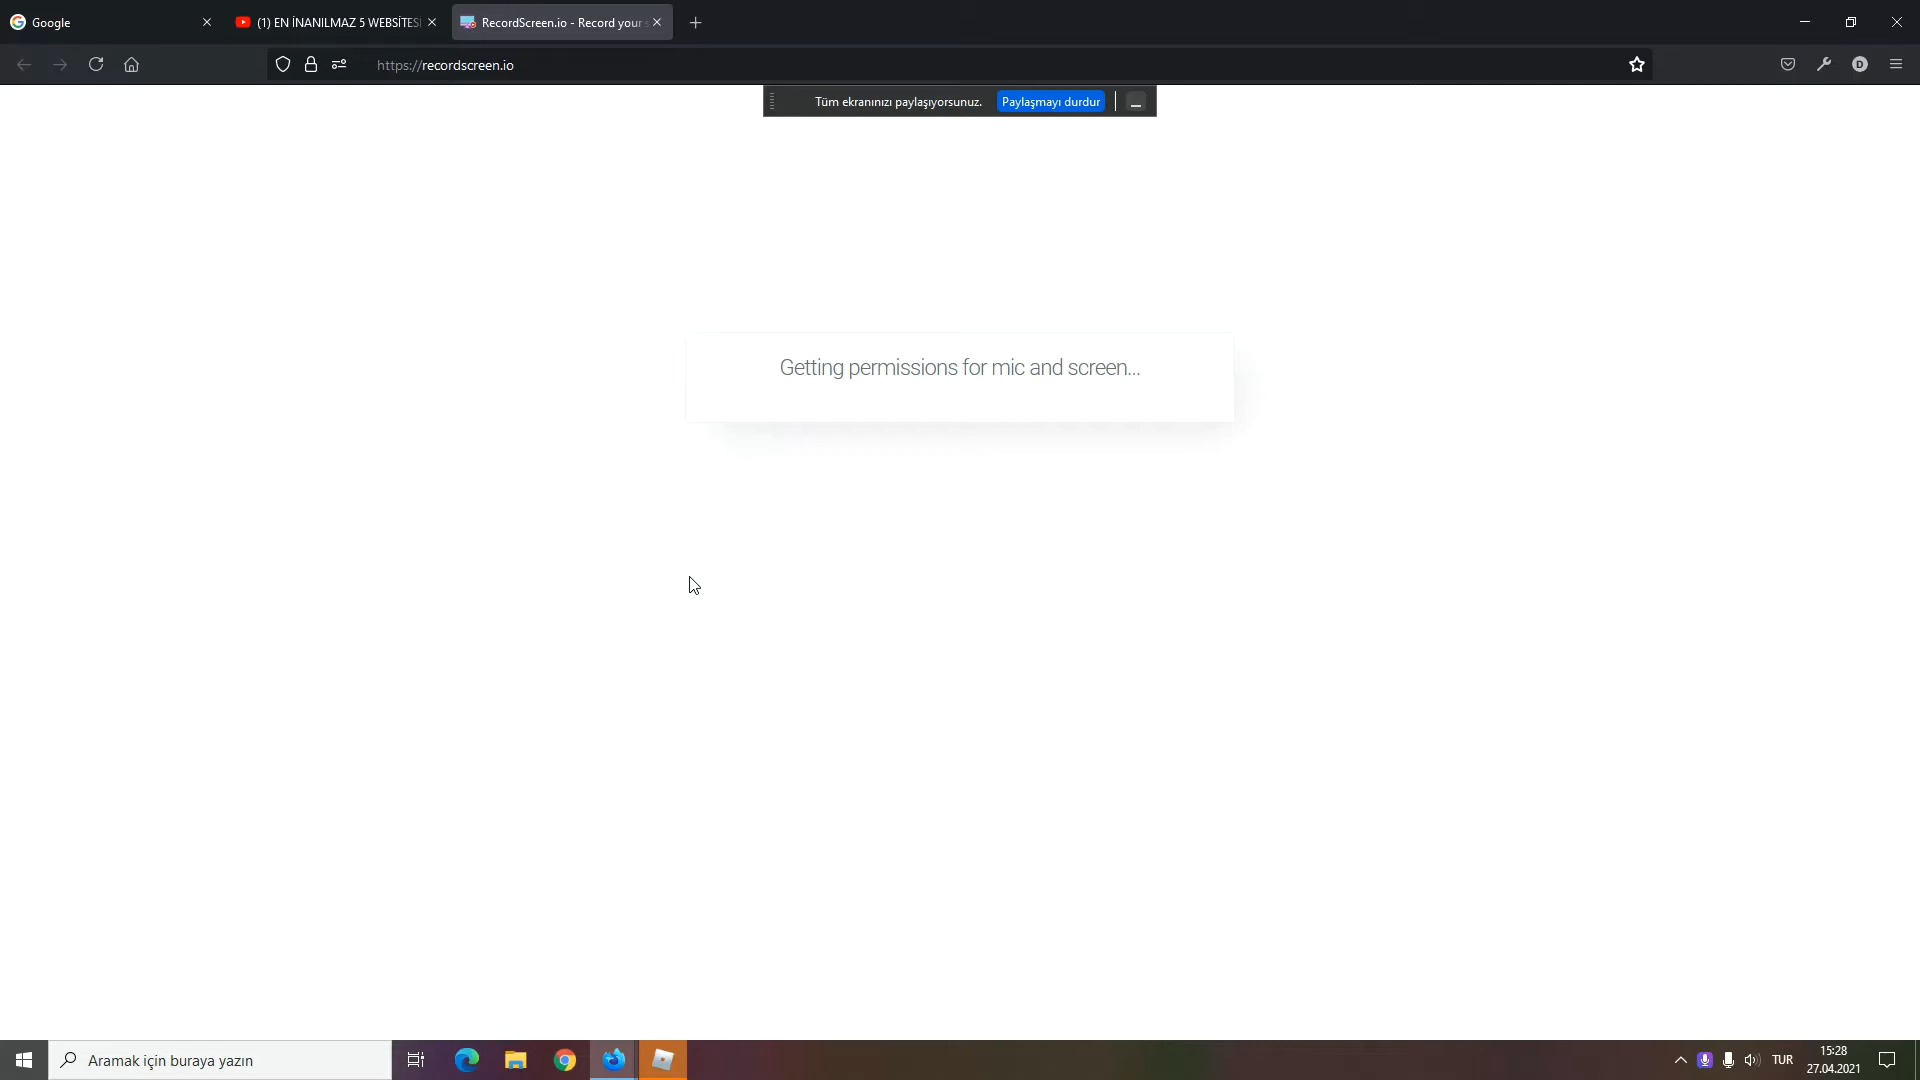 Google
(1) EN İNANILMAZ 5 WEBSİTESİ
RecordScreen.io - Record your s
https://recordscreen.io
D
Tüm ekranınızı paylaşıyorsunuz.
Paylaşmayı durdur
Getting permissions for mic and screen...
Aramak için buraya yazın
TUR
15:28
27.04.2021